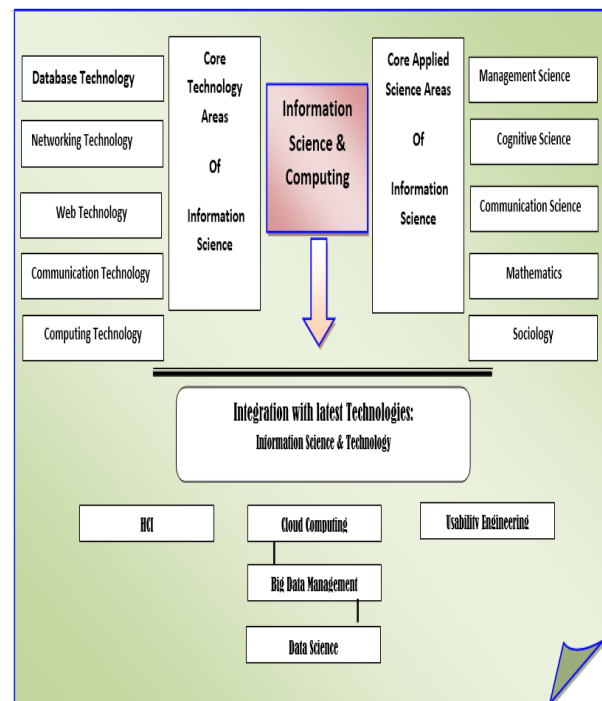 Database Technology
Networking Technology
Web Technology
Communication Technology
Computing Technology
Core
Technology
Areas
Of
Information
Science
Information
Science &
Computing
Core Applied
Science Areas
Of
Information
Science
Management Science
Cognitive Science
Communication Science
Mathematics
Sociology
Integration with latest Technologies:
Information Science & Technology
HCI
Cloud Computing
Usability Engineering
Big Data Management
Data Science